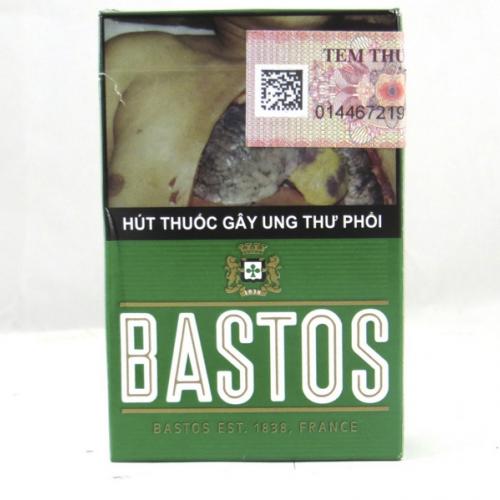 TEM THU
014467219
HÚT THUỐC GÂY UNG THƯ PHỔI
1838
BASTOS
BASTOS EST. 1838, FRANCE